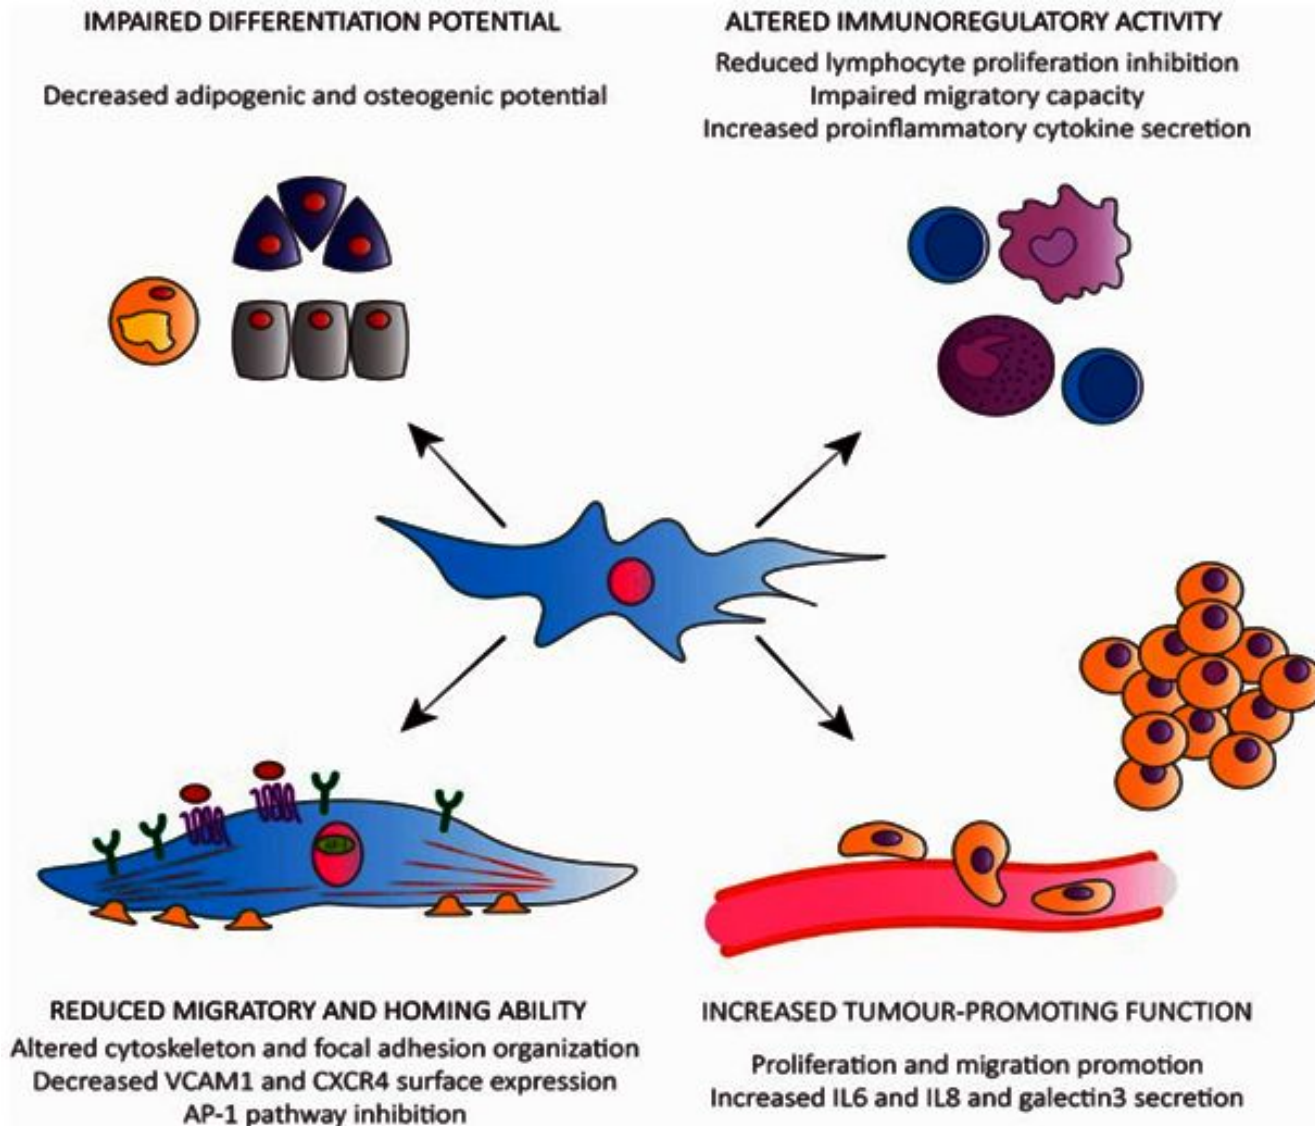 IMPAIRED DIFFERENTIATION POTENTIAL
Decreased adipogenic and osteogenic potential
ALTERED IMMUNOREGULATORY ACTIVITY
Reduced lymphocyte proliferation inhibition
Impaired migratory capacity
Increased proinflammatory cytokine secretion
REDUCED MIGRATORY AND HOMING ABILITY
Altered cytoskeleton and focal adhesion organization
Decreased VCAM1 and CXCR4 surface expression
AP-1 pathway inhibition
INCREASED TUMOUR-PROMOTING FUNCTION
Proliferation and migration promotion
Increased IL6 and IL8 and galectin3 secretion